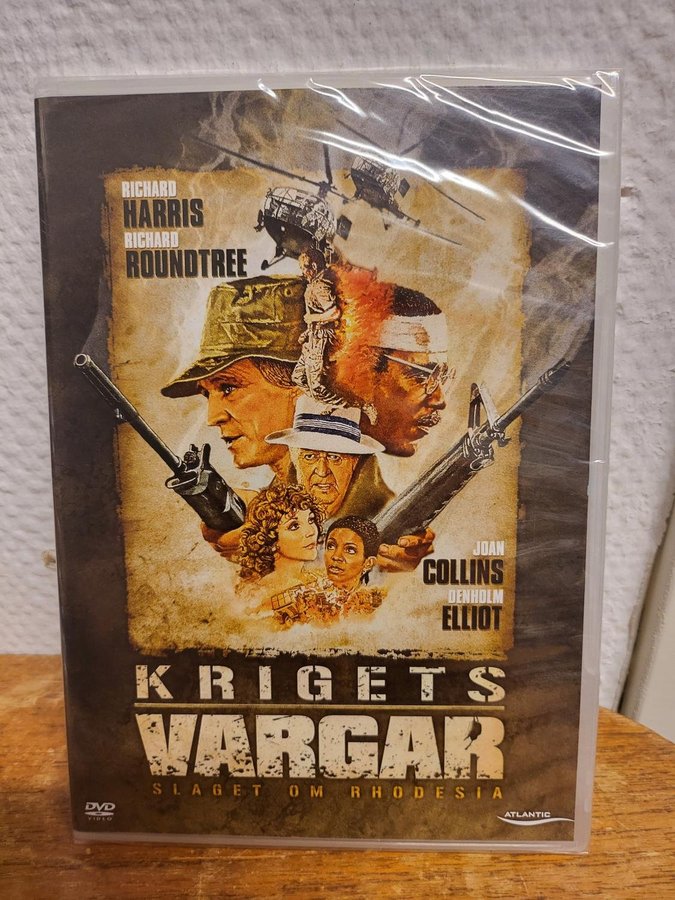 RICHARD
HARRIS
RICHARD
ROUNDTREE
JOAN
COLLINS
DENHOLM
ELLIOT
KRIGETS
VARGAR
SLAGET OM RHODESIA
DVD
VIDEO
ATLANTIC